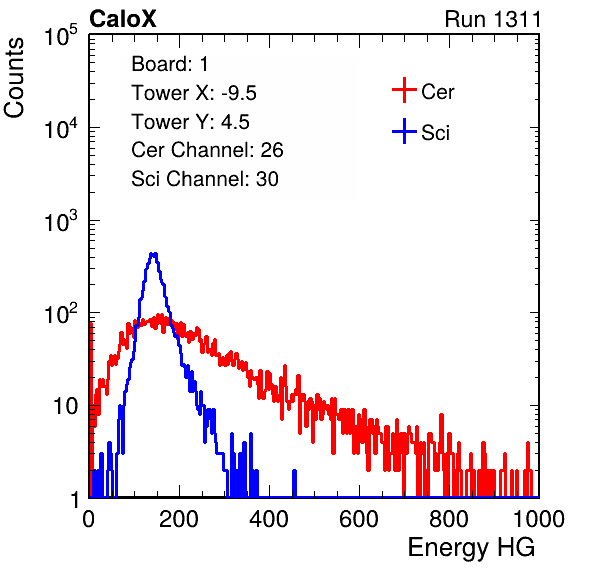 CaloX Run 1311
Counts
10^5
10^4
10^3
10^2
10
1
Board: 1
Tower X: -9.5
Tower Y: 4.5
Cer Channel: 26
Sci Channel: 30
Cer
Sci
0 200 400 600 800 1000
Energy HG